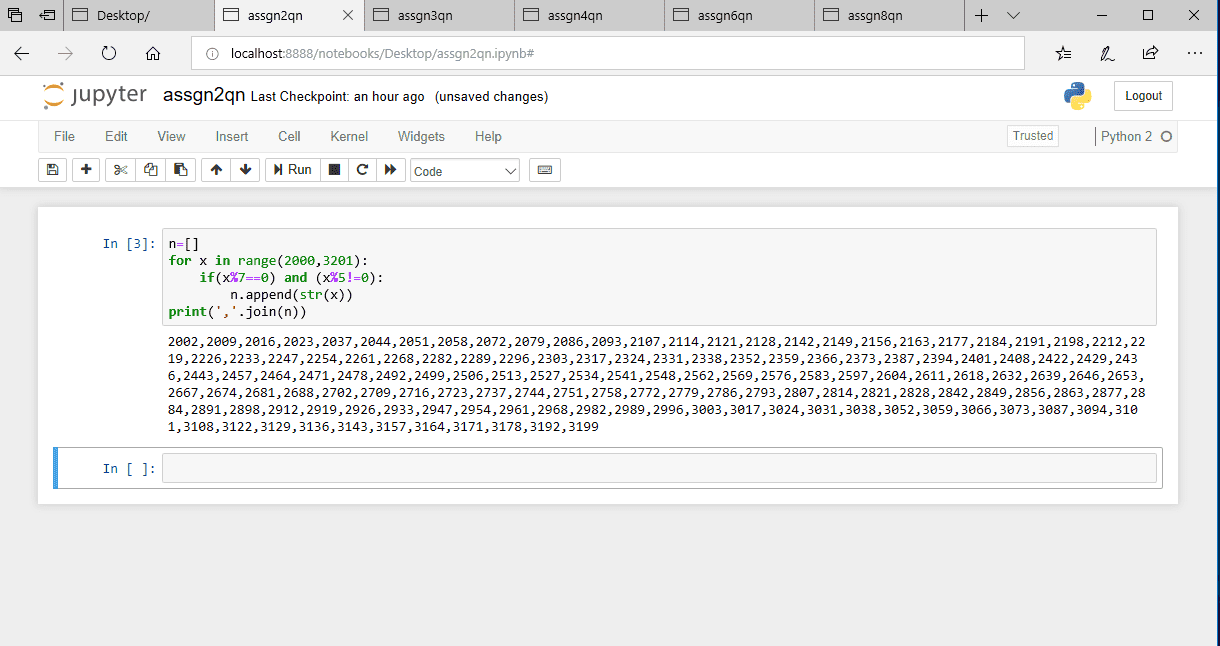 Desktop/ assgn2qn assgn3qn assgn4qn assgn6qn assgn8qn
localhost:8888/notebooks/Desktop/assgn2qn.ipynb#
jupyter assgn2qn Last Checkpoint: an hour ago (unsaved changes) Logout
File Edit View Insert Cell Kernel Widgets Help Trusted Python 2
Run Code
In [3]: n=[]
for x in range(2000,3201):
    if(x%7==0) and (x%5!=0):
        n.append(str(x))
print(','.join(n))
2002,2009,2016,2023,2037,2044,2051,2058,2072,2079,2086,2093,2107,2114,2121,2128,2142,2149,2156,2163,2177,2184,2191,2198,2212,22
19,2226,2233,2247,2254,2261,2268,2282,2289,2296,2303,2317,2324,2331,2338,2352,2359,2366,2373,2387,2394,2401,2408,2422,2429,243
6,2443,2457,2464,2471,2478,2492,2499,2506,2513,2527,2534,2541,2548,2562,2569,2576,2583,2597,2604,2611,2618,2632,2639,2646,2653,
2667,2674,2681,2688,2702,2709,2716,2723,2737,2744,2751,2758,2772,2779,2786,2793,2807,2814,2821,2828,2842,2849,2856,2863,2877,28
84,2891,2898,2912,2919,2926,2933,2947,2954,2961,2968,2982,2989,2996,3003,3017,3024,3031,3038,3052,3059,3066,3073,3087,3094,310
1,3108,3122,3129,3136,3143,3157,3164,3171,3178,3192,3199
In [ ]: